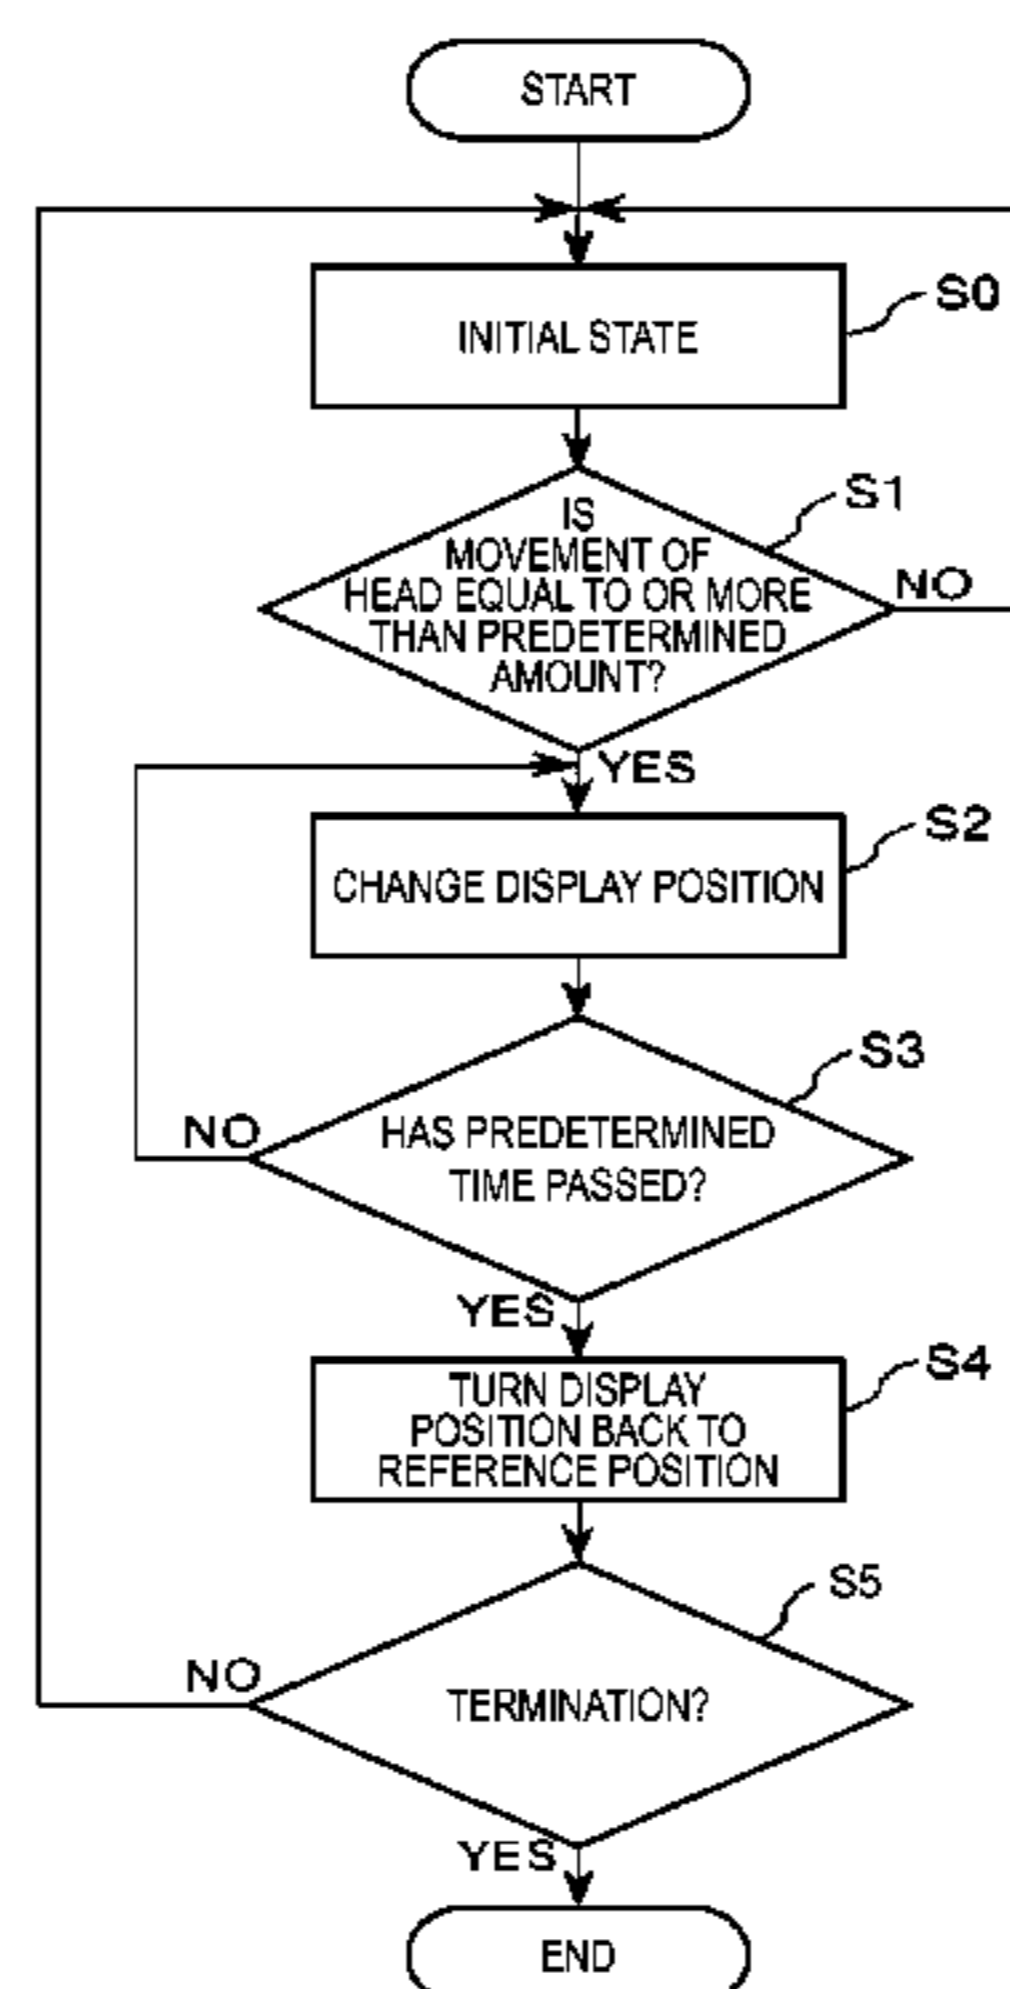 START
INITIAL STATE
S0
IS
MOVEMENT OF
HEAD EQUAL TO OR MORE
THAN PREDETERMINED
AMOUNT?
S1
NO
YES
CHANGE DISPLAY POSITION
S2
HAS PREDETERMINED
TIME PASSED?
S3
NO
YES
TURN DISPLAY
POSITION BACK TO
REFERENCE POSITION
S4
TERMINATION?
S5
NO
YES
END